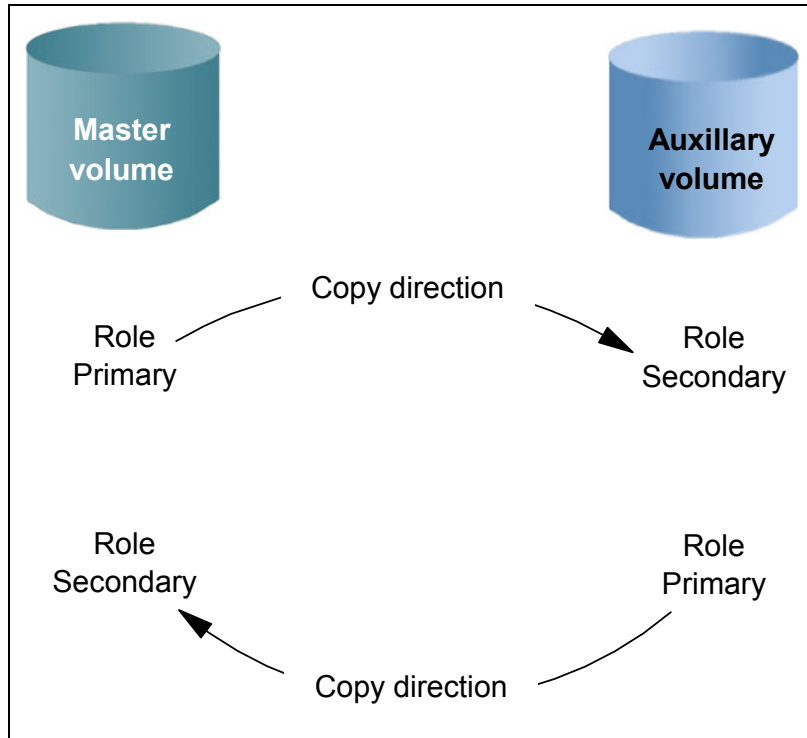 Master
volume
Auxillary
volume
Copy direction
Role
Primary
Role
Secondary
Role
Secondary
Role
Primary
Copy direction